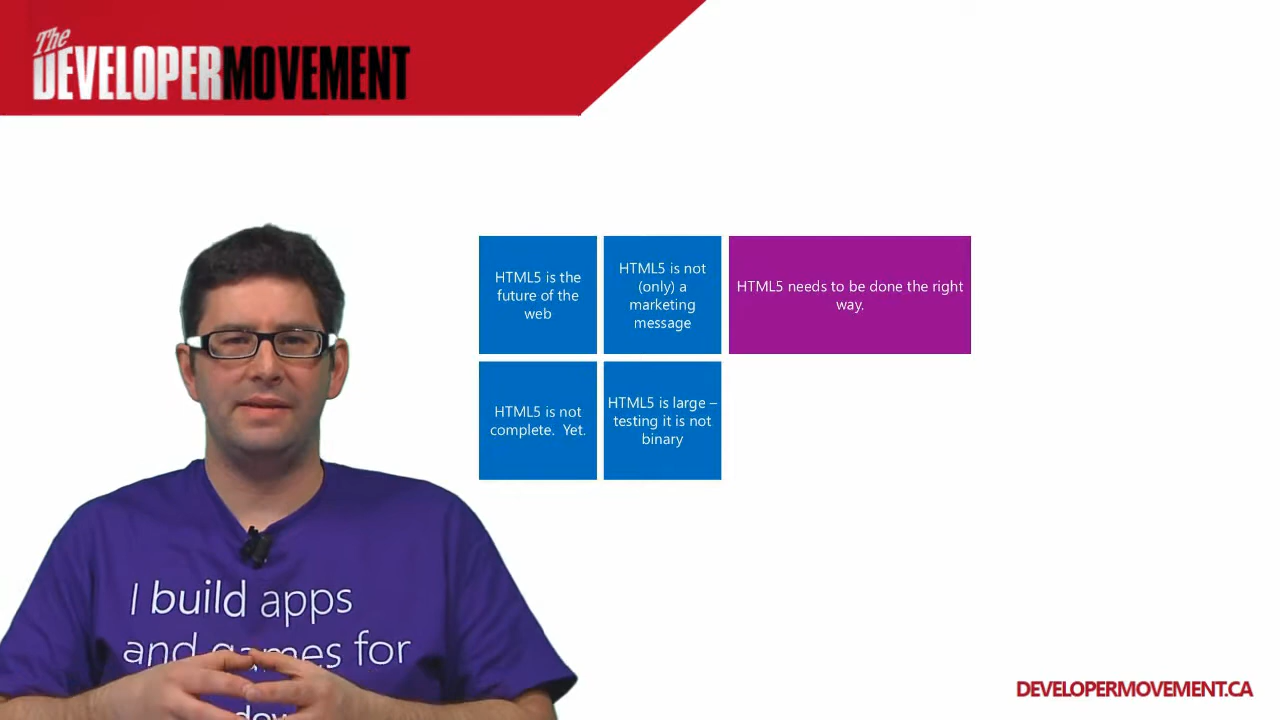 The
DEVELOPERMOVEMENT
HTML5 is the
future of the
web
HTML5 is not
(only) a
marketing
message
HTML5 needs to be done the right
way.
HTML5 is not
complete.  Yet.
HTML5 is large –
testing it is not
binary
I build apps
and games for
DEVELOPERMOVEMENT.CA